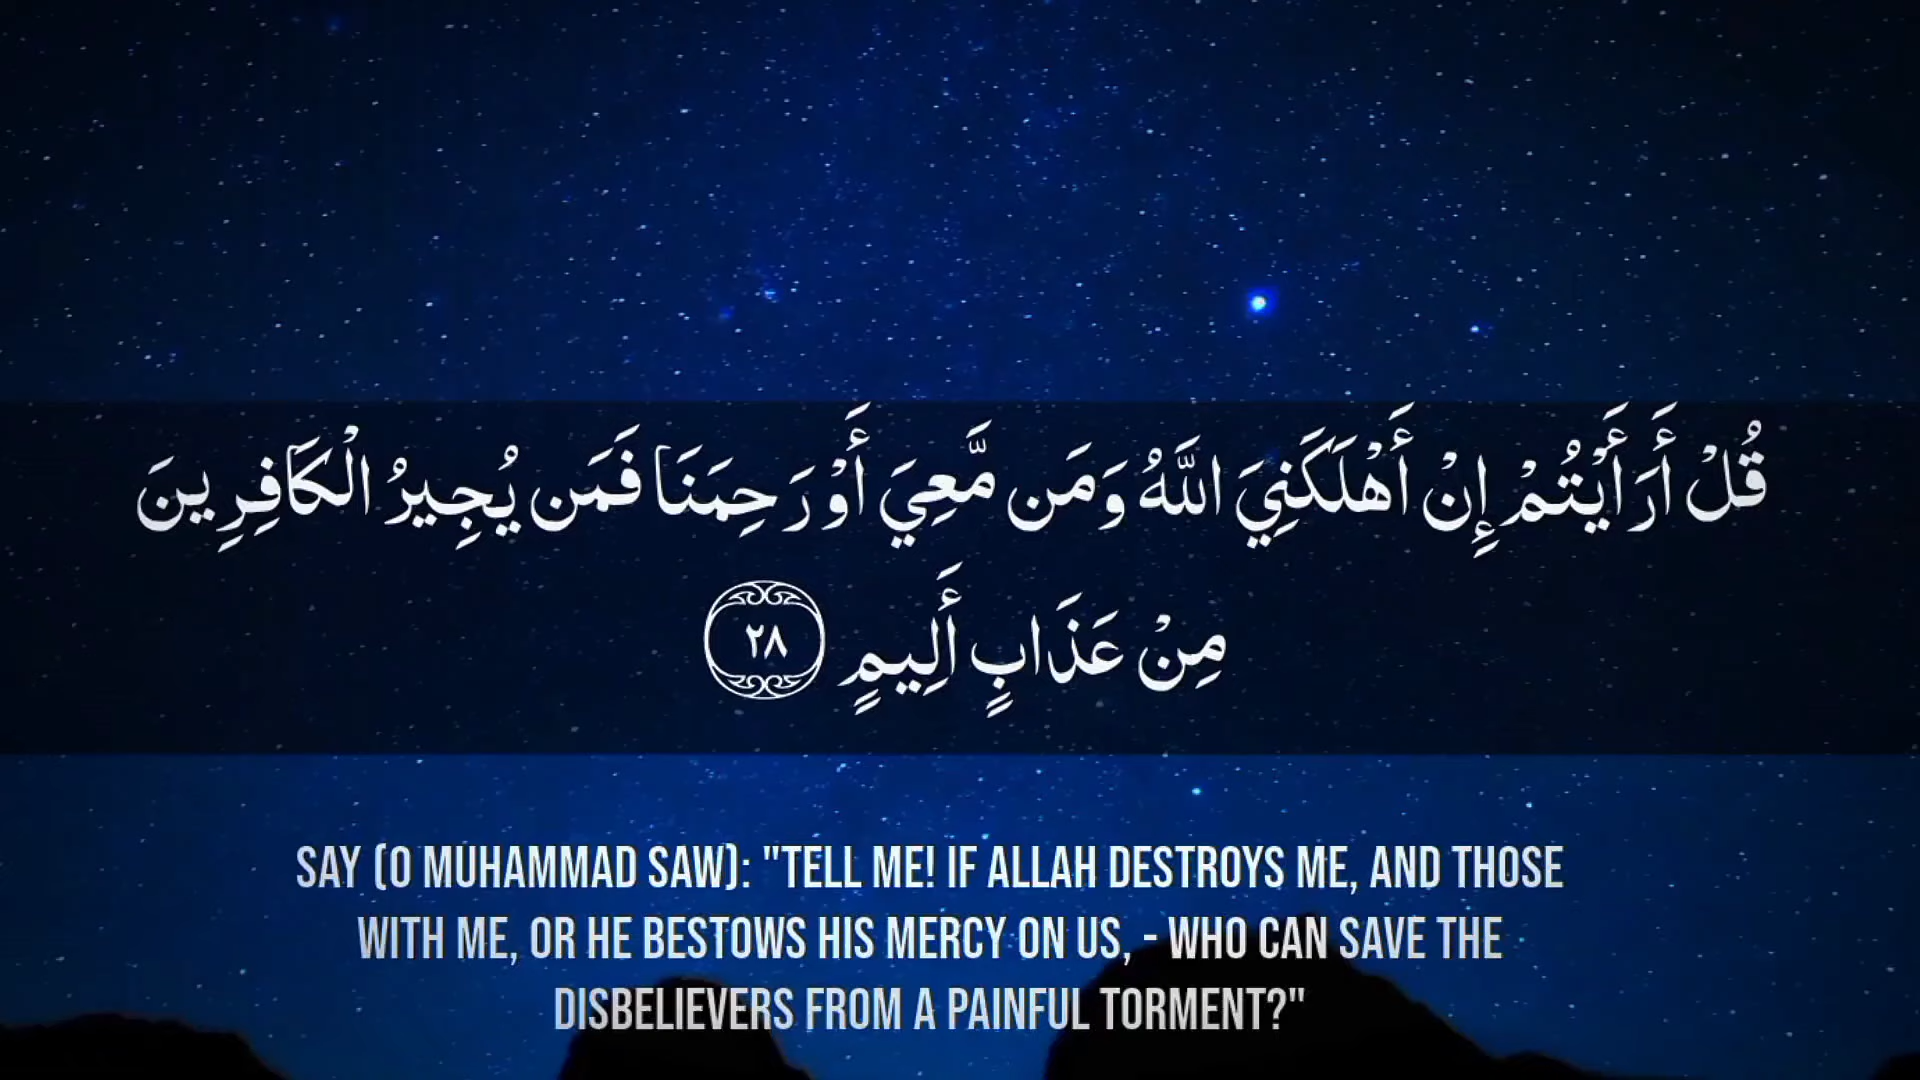 قُلْ أَرَأَيْتُمْ إِنْ أَهْلَكَنِيَ اللَّهُ وَمَن مَّعِيَ أَوْ رَحِمَنَا فَمَن يُجِيرُ الْكَافِرِينَ
مِنْ عَذَابٍ أَلِيمٍ ٢٨
SAY (O MUHAMMAD SAW): "TELL ME! IF ALLAH DESTROYS ME, AND THOSE
WITH ME, OR HE BESTOWS HIS MERCY ON US, - WHO CAN SAVE THE
DISBELIEVERS FROM A PAINFUL TORMENT?"